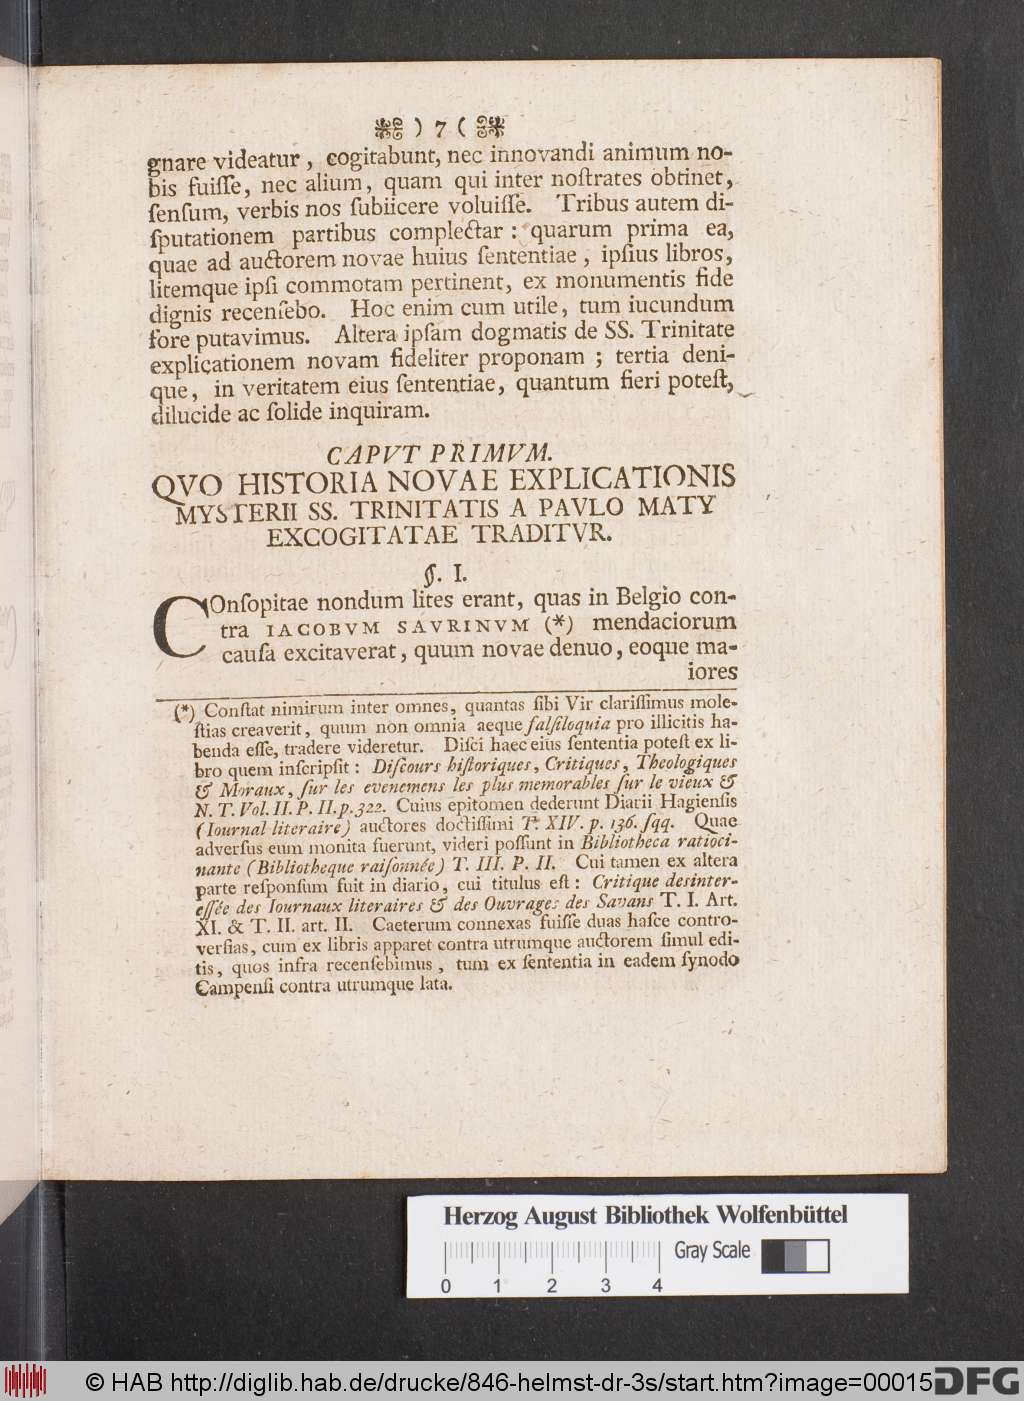 ) 7 (
gnare videatur, cogitabunt, nec innovandi animum no-
bis fuiſſe, nec alium, quam qui inter noſtrates obtinet,
ſenſum, verbis nos ſubiicere voluiſſe. Tribus autem di-
ſputationem partibus complectar: quarum prima ea,
quae ad auctorem novae huius ſententiae, ipſius libros,
litemque ipſi commotam pertinent, ex monumentis fide
dignis recenſebo. Hoc enim cum utile, tum iucundum
fore putavimus. Altera ipſam dogmatis de SS. Trinitate
explicationem novam fideliter proponam; tertia deni-
que, in veritatem eius ſententiae, quantum fieri poteſt,
dilucide ac ſolide inquiram.
CAPVT PRIMVM.
QVO HISTORIA NOVAE EXPLICATIONIS
MYSTERII SS. TRINITATIS A PAVLO MATY
EXCOGITATAE TRADITVR.
§. I.
COnſopitae nondum lites erant, quas in Belgio con-
tra IACOBVM SAVRINVM (*) mendaciorum
cauſa excitaverat, quum novae denuo, eoque ma-
iores
(*) Conſtat nimirum inter omnes, quantas ſibi Vir clariſſimus mole-
ſtias creaverit, quum non omnia aeque falſiloquia pro illicitis ha-
benda eſſe, tradere videretur. Diſci haec eius ſententia poteſt ex li-
bro quem inſcripſit: Diſcours hiſtoriques, Critiques, Theologiques
& Moraux, ſur les evenemens les plus memorables ſur le vieux &
N. T. Vol. II. P. II. p. 322. Cuius epitomen dederunt Diarii Hagienſis
(Iournal literaire) auctores doctiſſimi T. XIV. p. 136. ſqq. Quae
adverſus eum monita fuerunt, videri poſſunt in Bibliotheca ratioci-
nante (Bibliotheque raiſonnée) T. III. P. II. Cui tamen ex altera
parte reſponſum fuit in diario, cui titulus eſt: Critique desinter-
eſſée des Iournaux literaires & des Ouvrages des Savans T. I. Art.
XI. & T. II. art. II. Caeterum connexas fuiſſe duas haſce contro-
verſias, cum ex libris apparet contra utrumque auctorem ſimul edi-
tis, quos infra recenſebimus, tum ex ſententia in eadem ſynodo
Campenſi contra utrumque lata.
Herzog August Bibliothek Wolfenbüttel
Gray Scale
0 1 2 3 4
© HAB http://diglib.hab.de/drucke/846-helmst-dr-3s/start.htm?image=00015
DFG